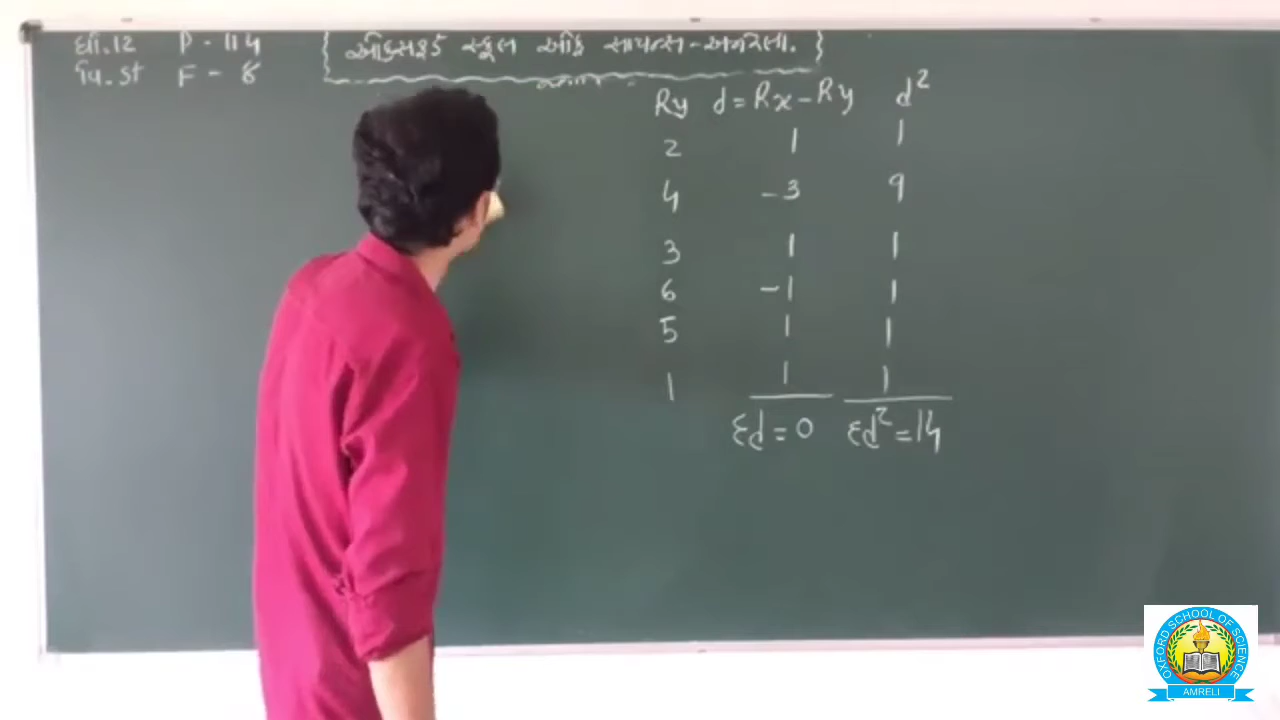 ધો.12 P - 114
Gu. st F - 8
{ ઓક્સફર્ડ સ્કૂલ ઓફ સાયન્સ - અમરેલી. }
Ry d = Rx - Ry d²
2 1 1
4 -3 9
3 1 1
6 -1 1
5 1 1
1 1 1
Σd = 0 Σd² = 14
OXFORD SCHOOL OF SCIENCE
AMRELI